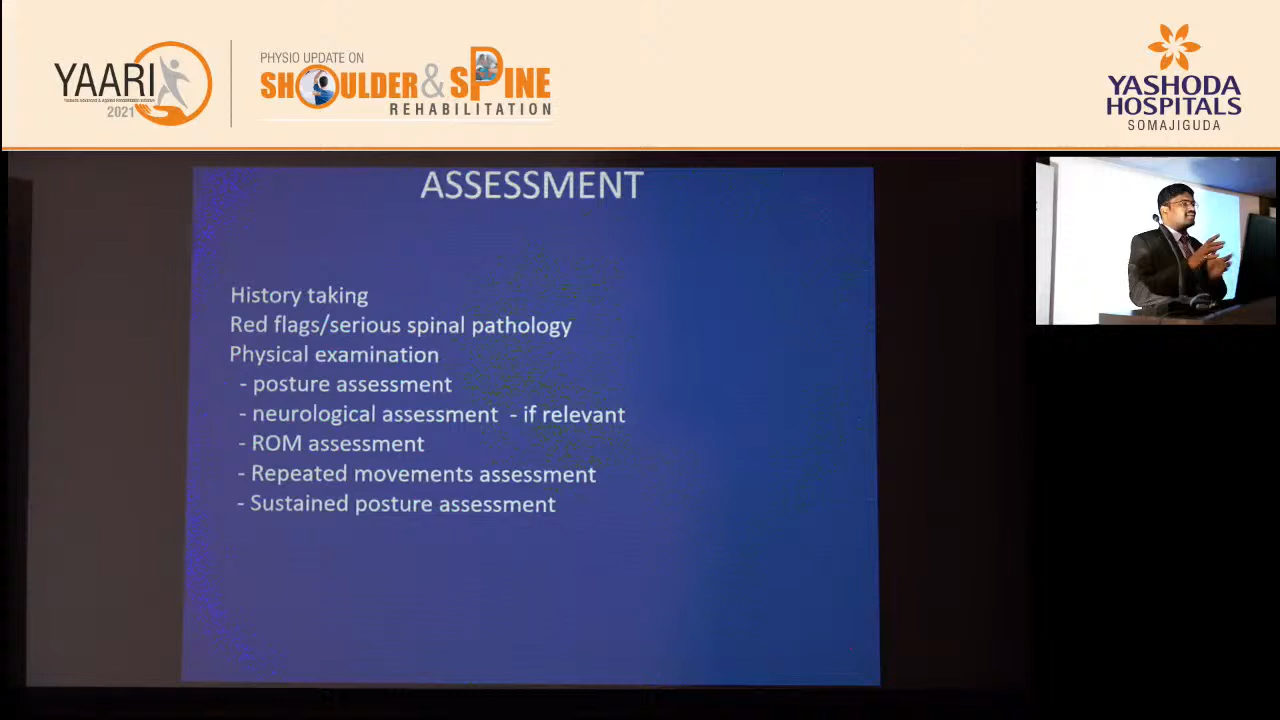 YAARI
2021
PHYSIO UPDATE ON
SHOULDER & SPINE
REHABILITATION
YASHODA
HOSPITALS
SOMAJIGUDA
ASSESSMENT
History taking
Red flags/serious spinal pathology
Physical examination
- posture assessment
- neurological assessment - if relevant
- ROM assessment
- Repeated movements assessment
- Sustained posture assessment